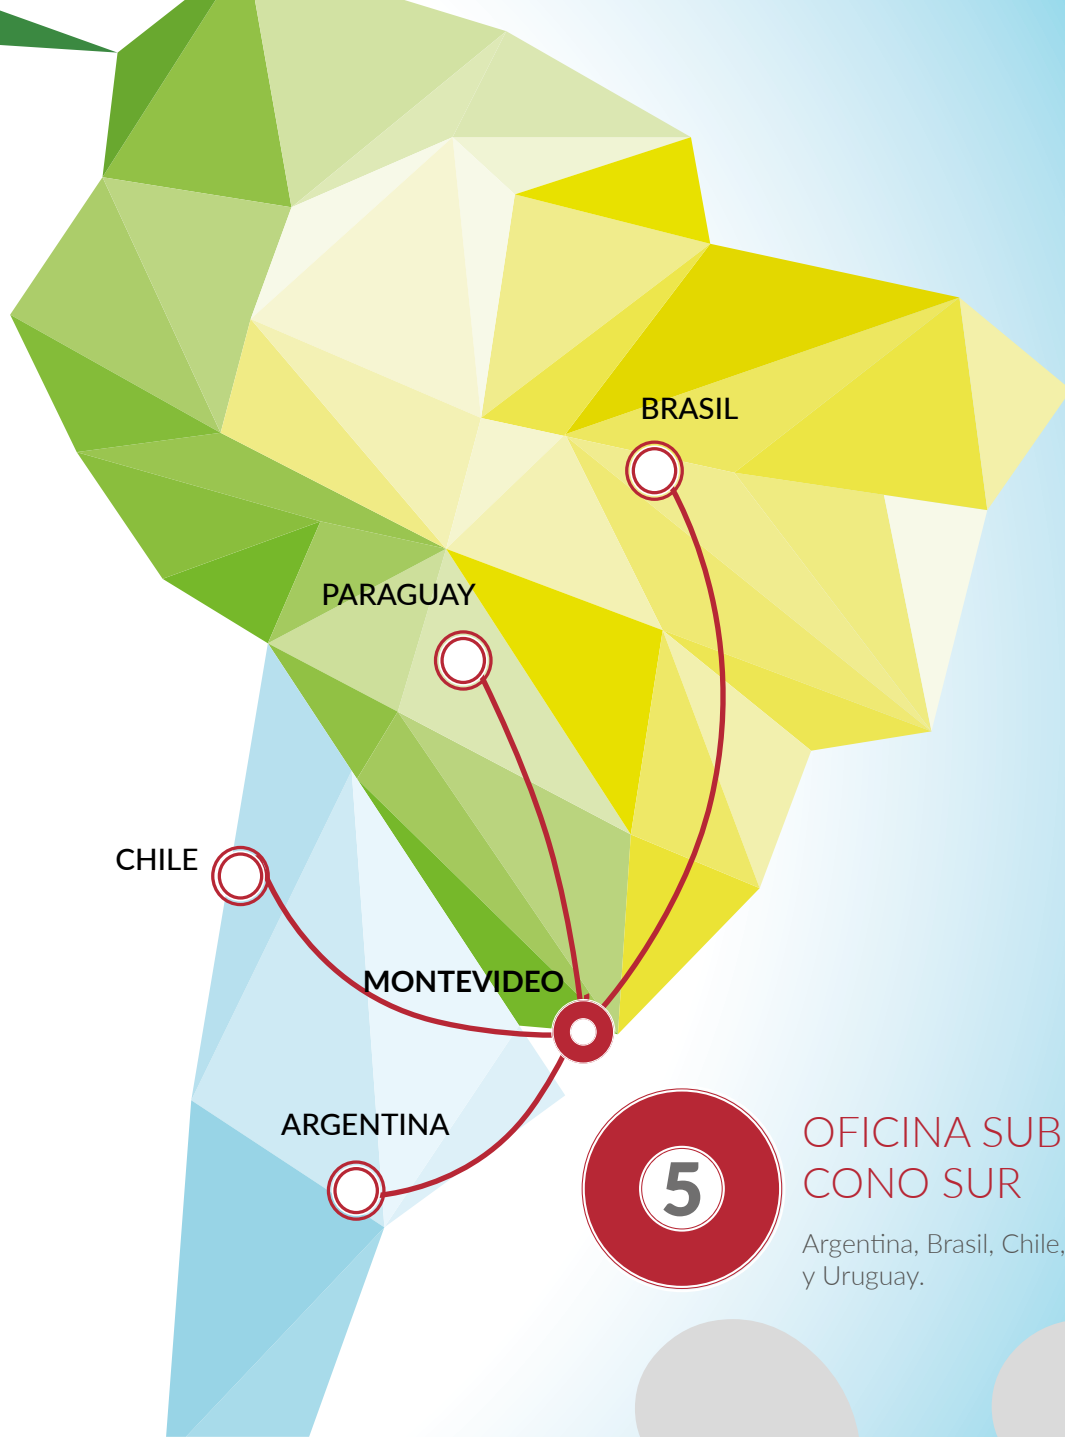 BRASIL
PARAGUAY
CHILE
MONTEVIDEO
ARGENTINA
5
OFICINA SUB
CONO SUR
Argentina, Brasil, Chile,
y Uruguay.